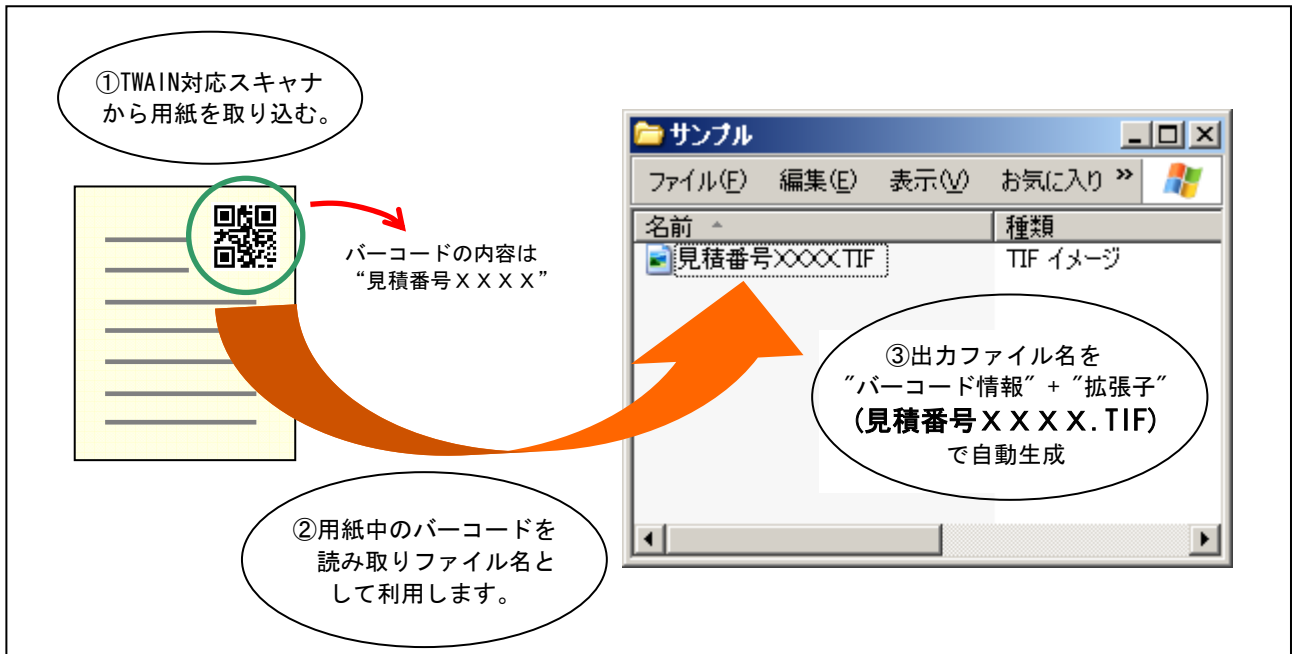 ①TWAIN対応スキャナ
から用紙を取り込む。
バーコードの内容は
“見積番号ＸＸＸＸ”
②用紙中のバーコードを
読み取りファイル名と
して利用します。
サンプル
ファイル(F) 編集(E) 表示(V) お気に入り »
名前 種類
見積番号XXXX.TIF TIF イメージ
③出力ファイル名を
″バーコード情報″ + ″拡張子″
(見積番号ＸＸＸＸ.TIF)
で自動生成